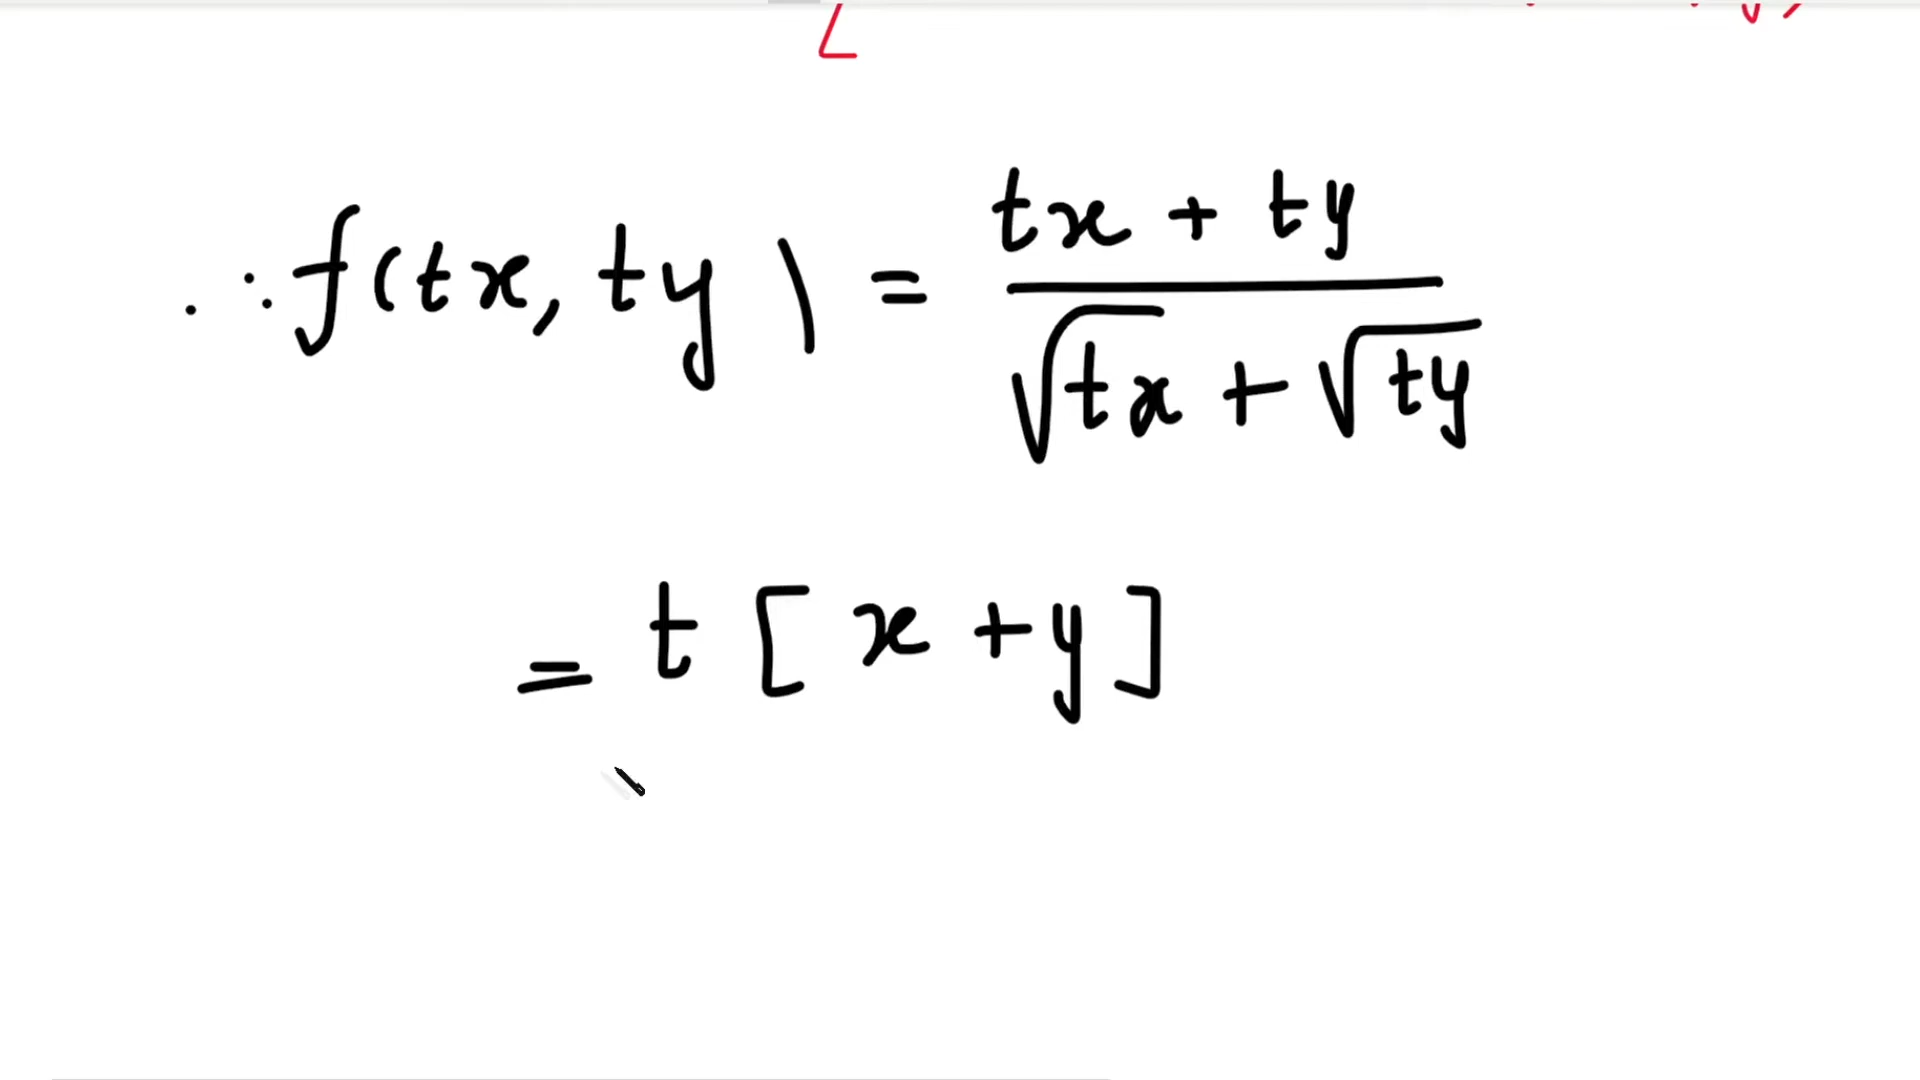 ∴ f(tx, ty) = (tx + ty) / (√tx + √ty)
= t [x + y]